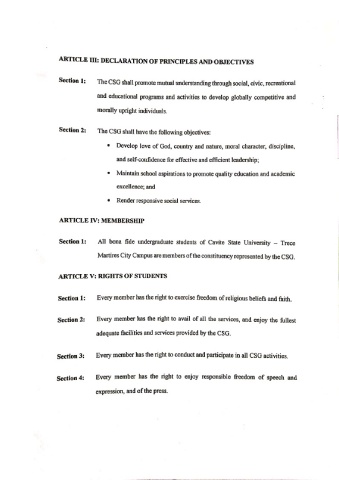 ARTICLE III: DECLARATION OF PRINCIPLES AND OBJECTIVES
Section 1: The CSG shall promote mutual understanding through social, civic, recreational
and educational programs and activities to develop globally competitive and
morally upright individuals.
Section 2: The CSG shall have the following objectives:
• Develop love of God, country and nature, moral character, discipline,
and self-confidence for effective and efficient leadership;
• Maintain school aspirations to promote quality education and academic
excellence; and
• Render responsive social services.
ARTICLE IV: MEMBERSHIP
Section 1: All bona fide undergraduate students of Cavite State University – Trece
Martires City Campus are members of the constituency represented by the CSG.
ARTICLE V: RIGHTS OF STUDENTS
Section 1: Every member has the right to exercise freedom of religious beliefs and faith.
Section 2: Every member has the right to avail of all the services, and enjoy the fullest
adequate facilities and services provided by the CSG.
Section 3: Every member has the right to conduct and participate in all CSG activities.
Section 4: Every member has the right to enjoy responsible freedom of speech and
expression, and of the press.